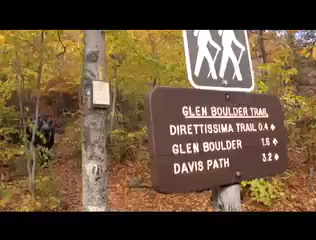 GLEN BOULDER TRAIL
DIRETTISSIMA TRAIL 0.4
GLEN BOULDER 1.6
DAVIS PATH 3.2